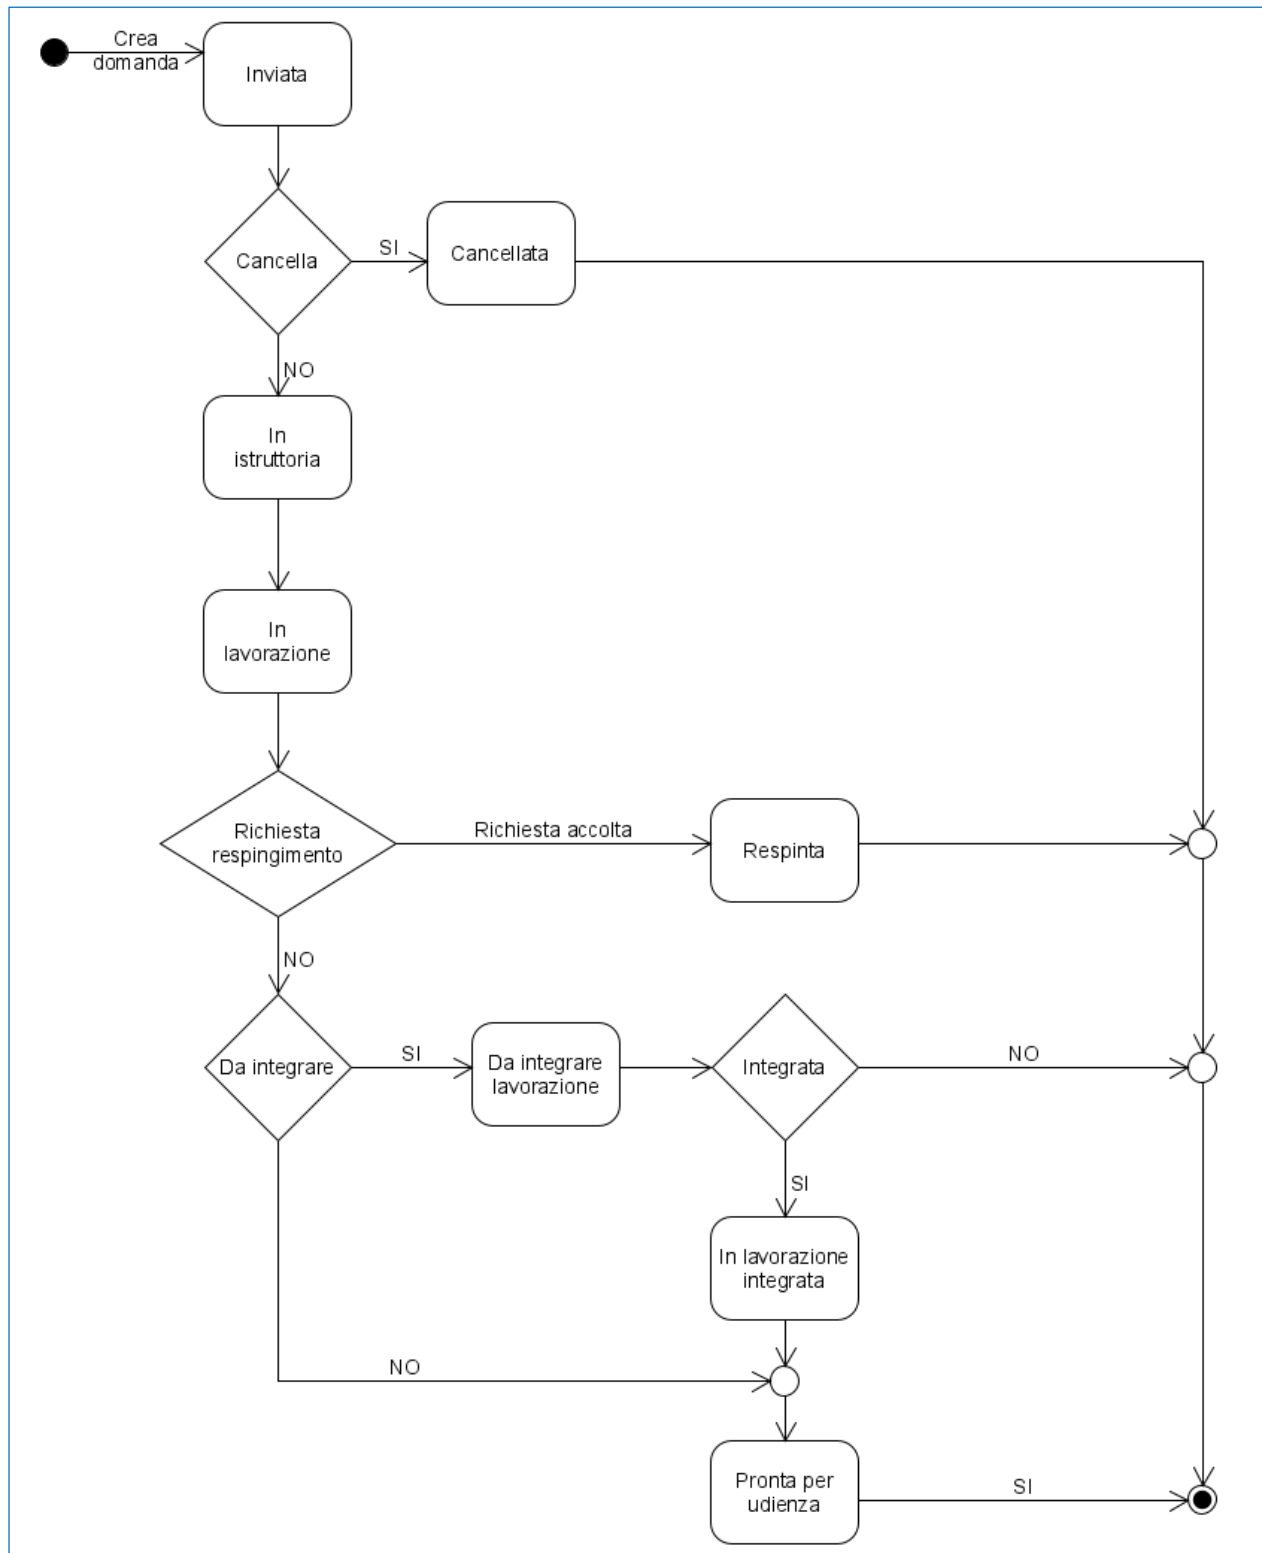 Crea
domanda
Inviata
Cancella
SI
Cancellata
NO
In
istruttoria
In
lavorazione
Richiesta
respingimento
Richiesta accolta
Respinta
NO
Da integrare
SI
Da integrare
lavorazione
Integrata
NO
SI
In lavorazione
integrata
NO
Pronta per
udienza
SI